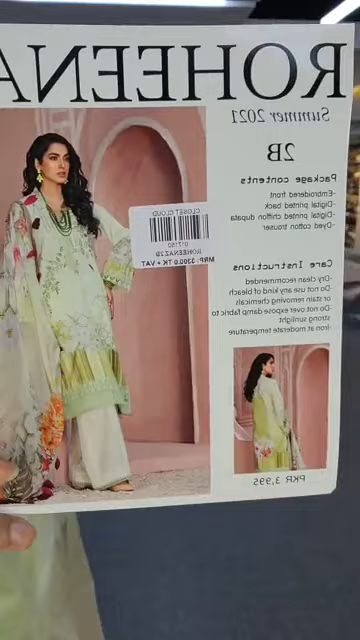 ROHEENA
Summer 2021
2B
Package contents
-Embroidered front
-Digital printed back
-Digital printed chiffon dupata
-Dyed cotton trouser
CLOSET CLOUD
ROHEENA22B
MRP: 5200.0 TK + VAT
Care Instructions
-Dry clean recommended
-Do not use any kind of bleach or
stain removing chemicals
-Do not over expose damp fabric to
strong sunlight
-Iron at moderate temperature
PKR 3,995